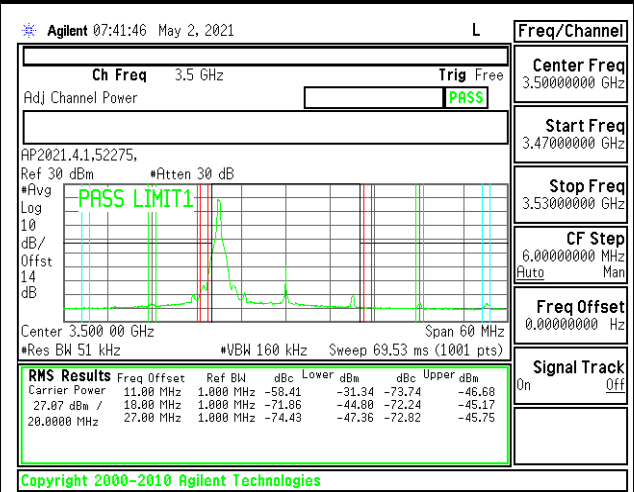 Agilent 07:41:46 May 2, 2021 L
Freq/Channel
Ch Freq 3.5 GHz Trig Free
Adj Channel Power PASS
Center Freq
3.50000000 GHz
Start Freq
3.47000000 GHz
Stop Freq
3.53000000 GHz
CF Step
6.00000000 MHz
Auto Man
Freq Offset
0.00000000 Hz
Signal Track
On Off
AP2021.4.1,52275,
Ref 30 dBm #Atten 30 dB
#Avg
Log
10
dB/
Offst
14
dB
PASS LIMIT1
Center 3.500 00 GHz Span 60 MHz
#Res BW 51 kHz #VBW 160 kHz Sweep 69.53 ms (1001 pts)
RMS Results Freq Offset Ref BW dBc Lower dBm dBc Upper dBm
Carrier Power 11.00 MHz 1.000 MHz -58.41 -31.34 -73.74 -46.68
27.07 dBm / 18.00 MHz 1.000 MHz -71.86 -44.80 -72.24 -45.17
20.0000 MHz 27.00 MHz 1.000 MHz -74.43 -47.36 -72.82 -45.75
Copyright 2000-2010 Agilent Technologies